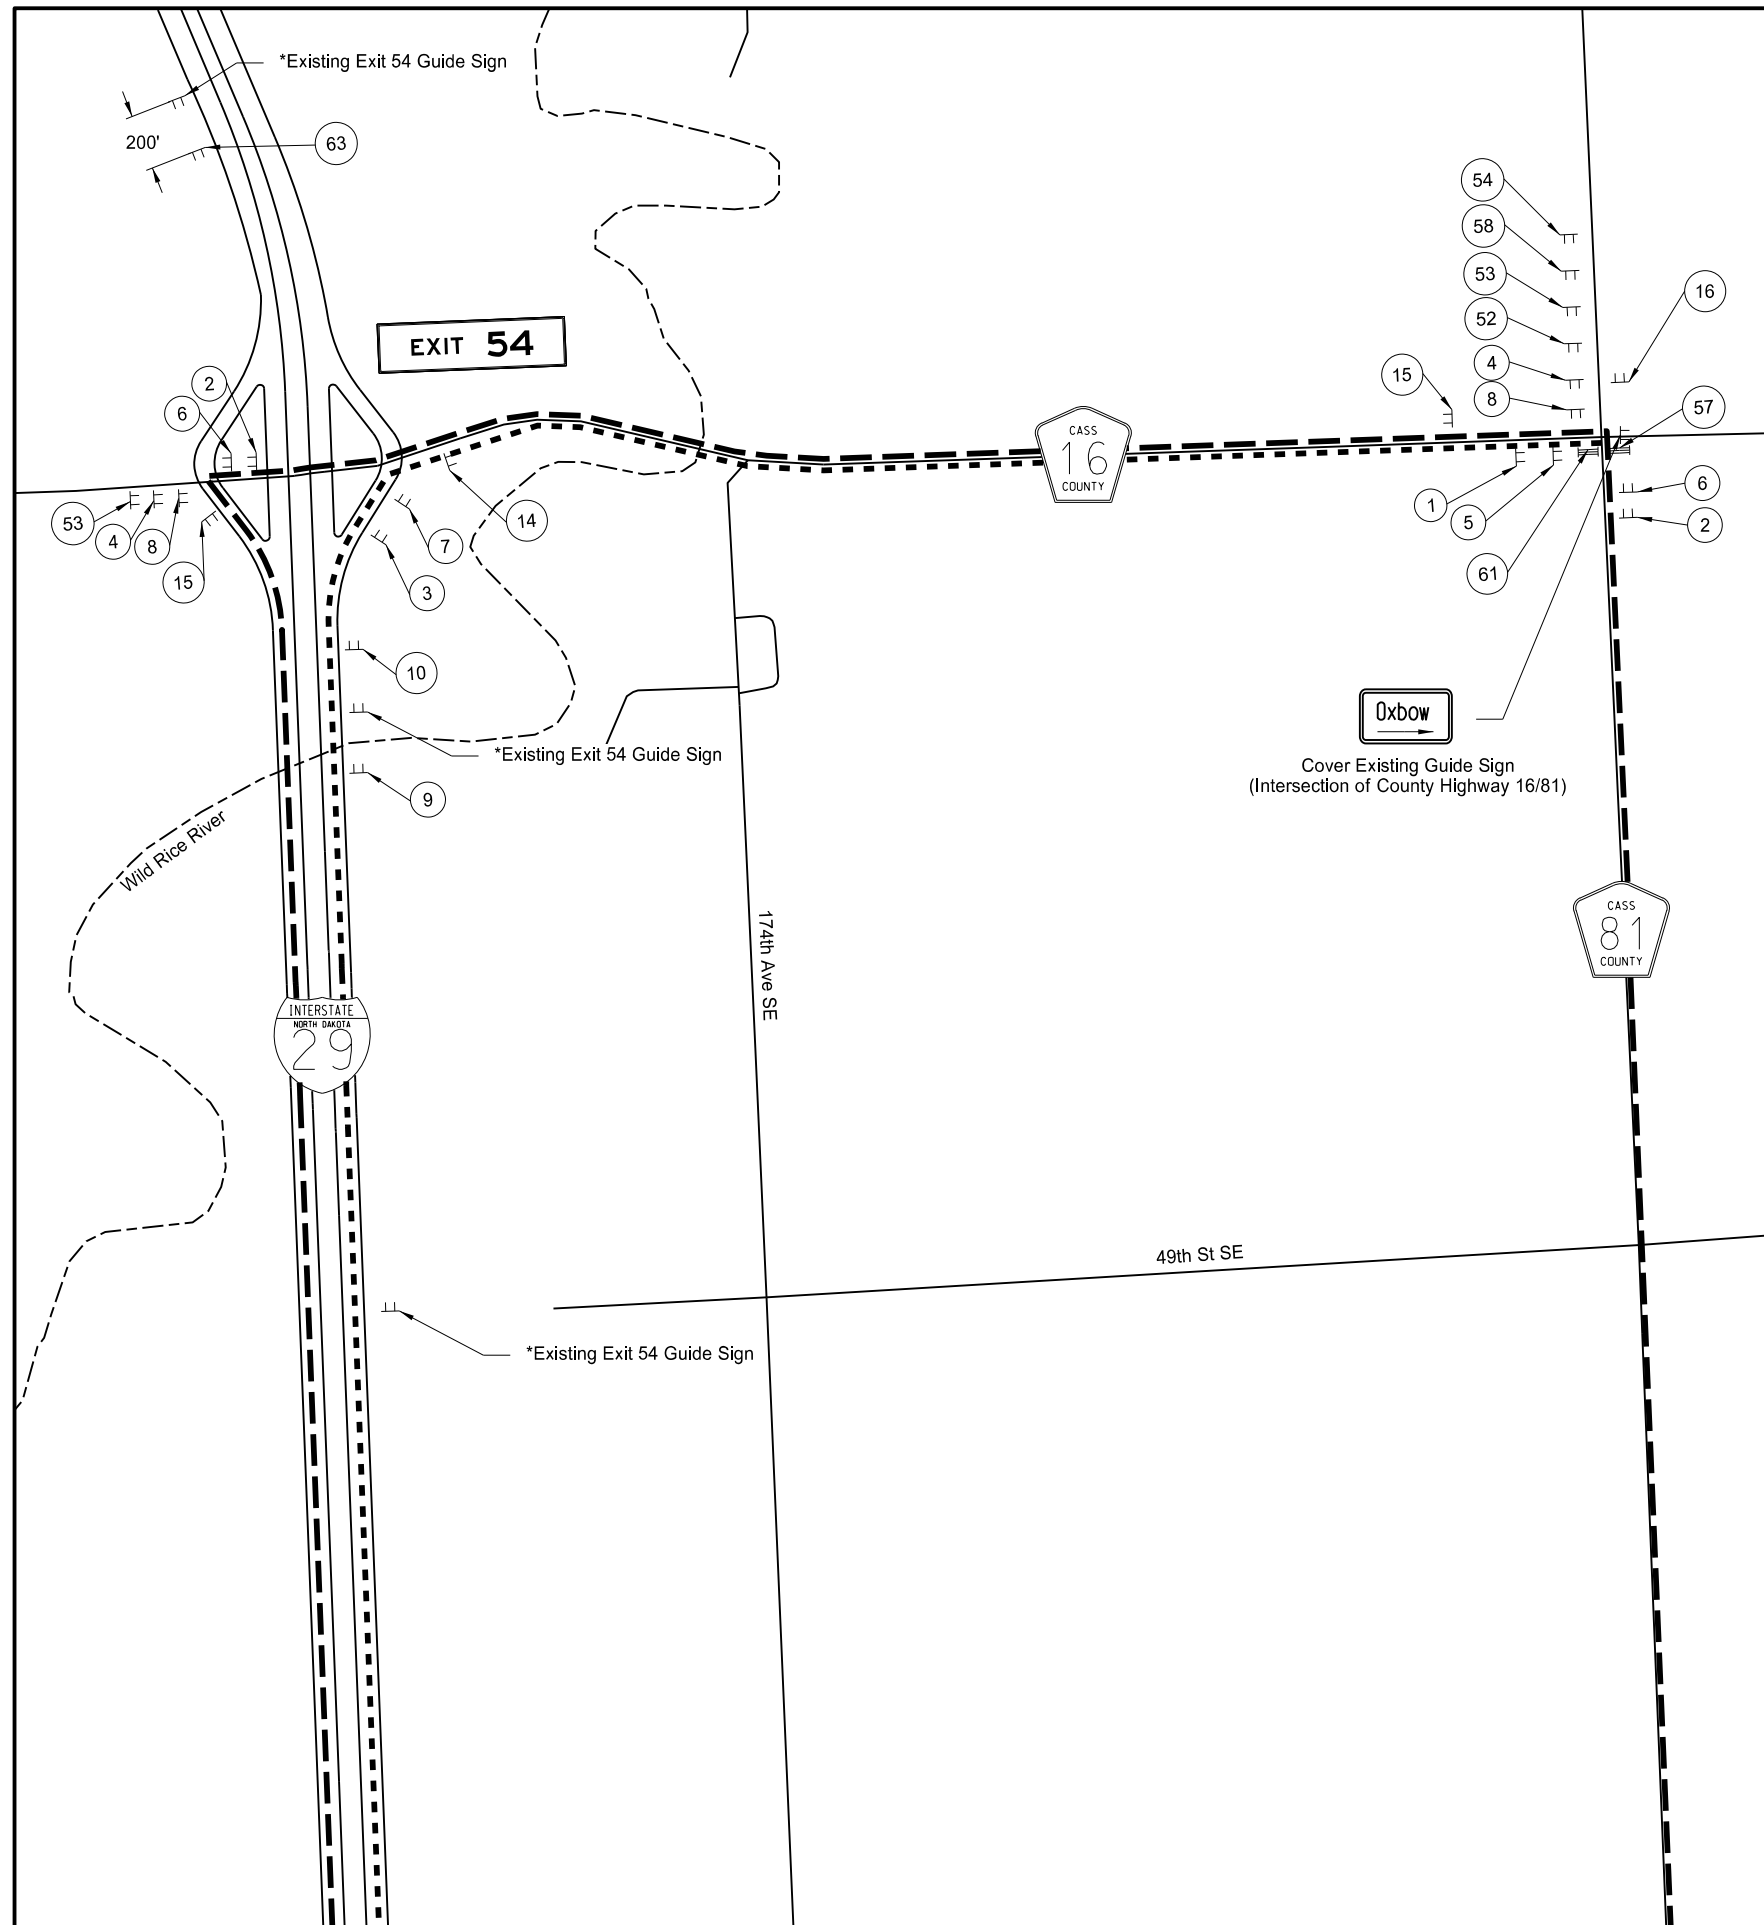 *Existing Exit 54 Guide Sign
200'
63
54
58
53
52
16
EXIT 54
2
4
15
6
8
57
CASS
16
COUNTY
53
4
8
15
14
7
3
1
5
61
6
2
10
Oxbow
*Existing Exit 54 Guide Sign
Cover Existing Guide Sign
(Intersection of County Highway 16/81)
9
Wild Rice River
174th Ave SE
CASS
81
COUNTY
INTERSTATE
NORTH DAKOTA
29
49th St SE
*Existing Exit 54 Guide Sign